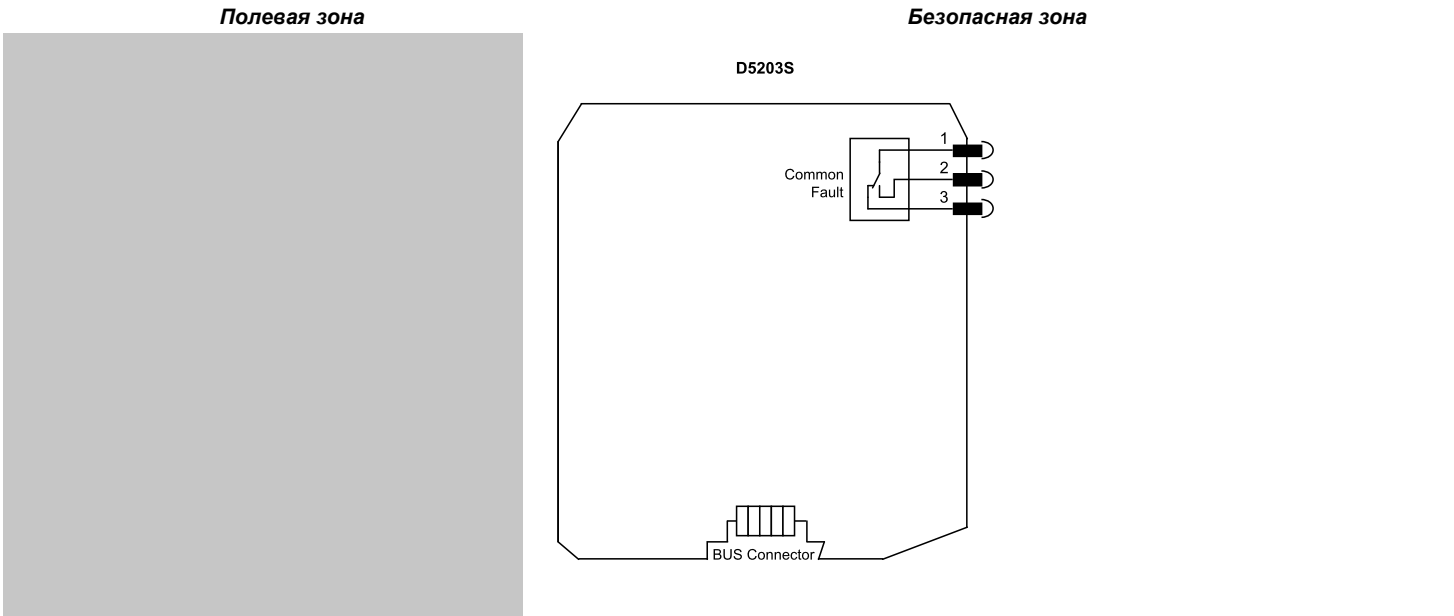 Полевая зона
Безопасная зона
D5203S
1
Common
Fault
2
3
BUS Connector